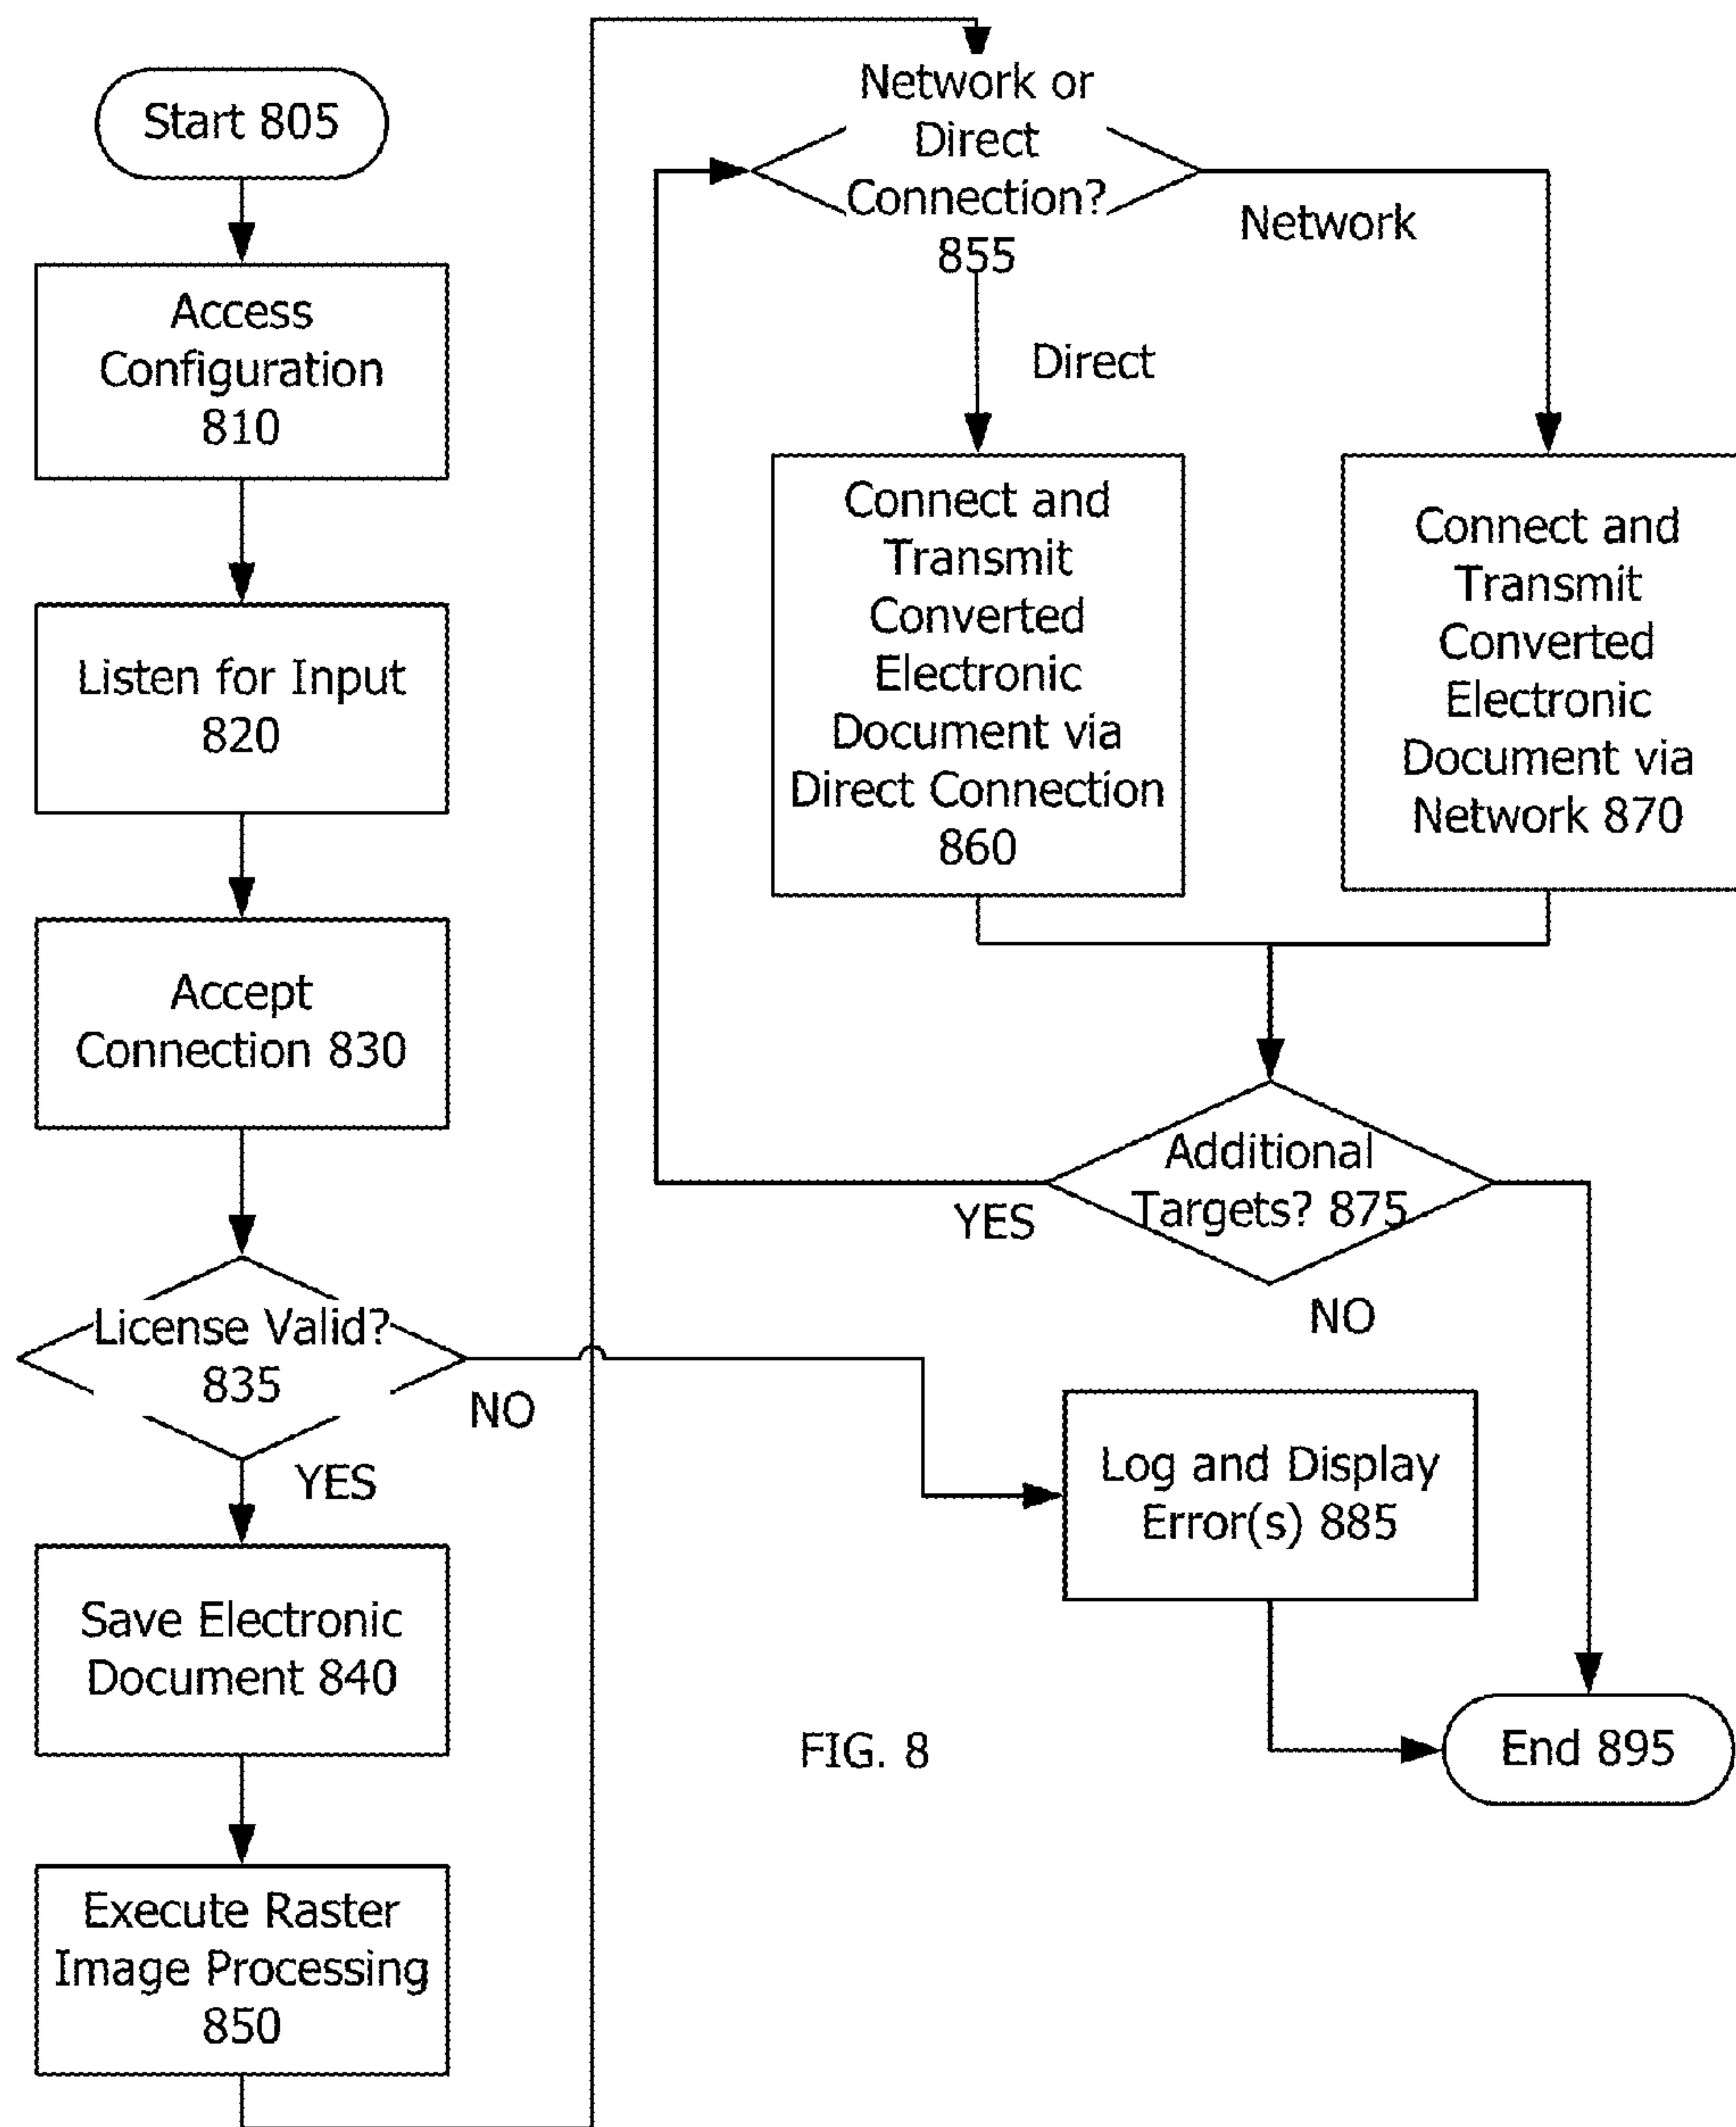 Start 805
Access
Configuration
810
Listen for Input
820
Accept
Connection 830
License Valid?
835
NO
YES
Save Electronic
Document 840
Execute Raster
Image Processing
850
Network or
Direct
Connection?
855
Network
Direct
Connect and
Transmit
Converted
Electronic
Document via
Direct Connection
860
Connect and
Transmit
Converted
Electronic
Document via
Network 870
Additional
Targets? 875
YES
NO
Log and Display
Error(s) 885
End 895
FIG. 8